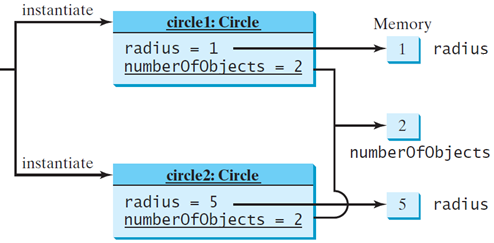 instantiate
circle1: Circle
radius = 1
numberOfObjects = 2
Memory
1 radius
2
numberOfObjects
instantiate
circle2: Circle
radius = 5
numberOfObjects = 2
5 radius